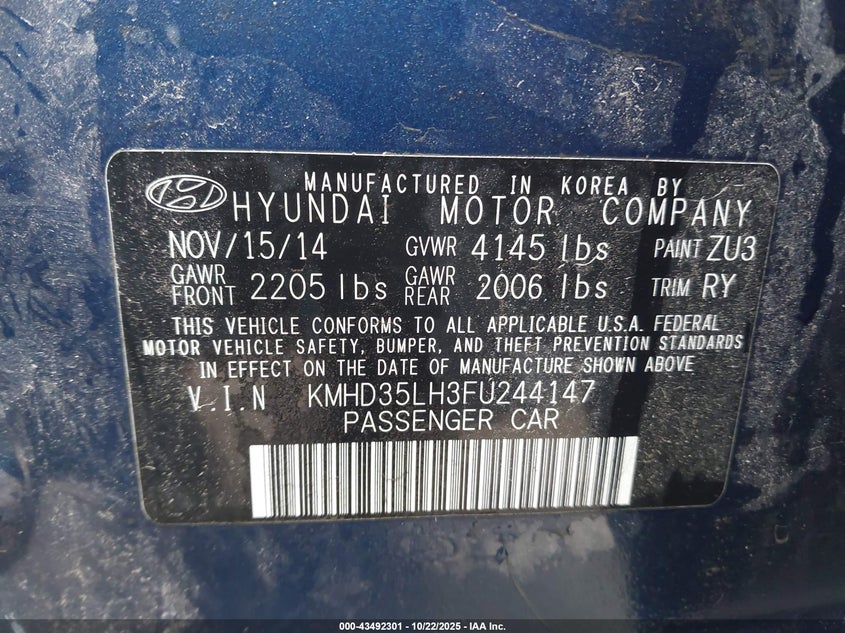 MANUFACTURED IN KOREA BY
HYUNDAI MOTOR COMPANY
NOV/15/14 GVWR 4145 lbs PAINT ZU3
GAWR FRONT 2205 lbs GAWR REAR 2006 lbs TRIM RY
THIS VEHICLE CONFORMS TO ALL APPLICABLE U.S.A. FEDERAL
MOTOR VEHICLE SAFETY, BUMPER, AND THEFT PREVENTION STANDARDS
IN EFFECT ON THE DATE OF MANUFACTURE SHOWN ABOVE
V.I.N KMHD35LH3FU244147
PASSENGER CAR
000-43492301 - 10/22/2025 - IAA Inc.